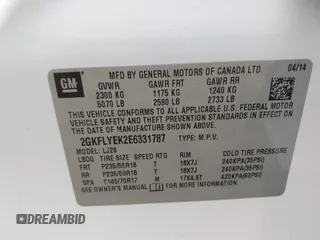 GM
MFD BY GENERAL MOTORS OF CANADA LTD.
04/14
GVWR GAWR FRT GAWR RR
2300 KG 1175 KG 1240 KG
5070 LB 2590 LB 2733 LB
THIS VEHICLE CONFORMS TO ALL APPLICABLE
U.S. FEDERAL MOTOR VEHICLE SAFETY, BUMPER,
AND THEFT PREVENTION STANDARDS IN EFFECT ON
THE DATE OF MANUFACTURE SHOWN ABOVE.
2GKFLYEK2E6331787 TYPE: M.P.V.
MODEL: LJ26
LBDQ TIRE SIZE SPEED RTG RIM COLD TIRE PRESSURE
FRT P235/55R18 T 18X7J 240KPA(35PSI)
RR P235/55R18 T 18X7J 240KPA(35PSI)
SPA T145/70R17 M 17X4.5T 420KPA(60PSI)
SEE OWNER'S MANUAL FOR ADDITIONAL INFORMATION